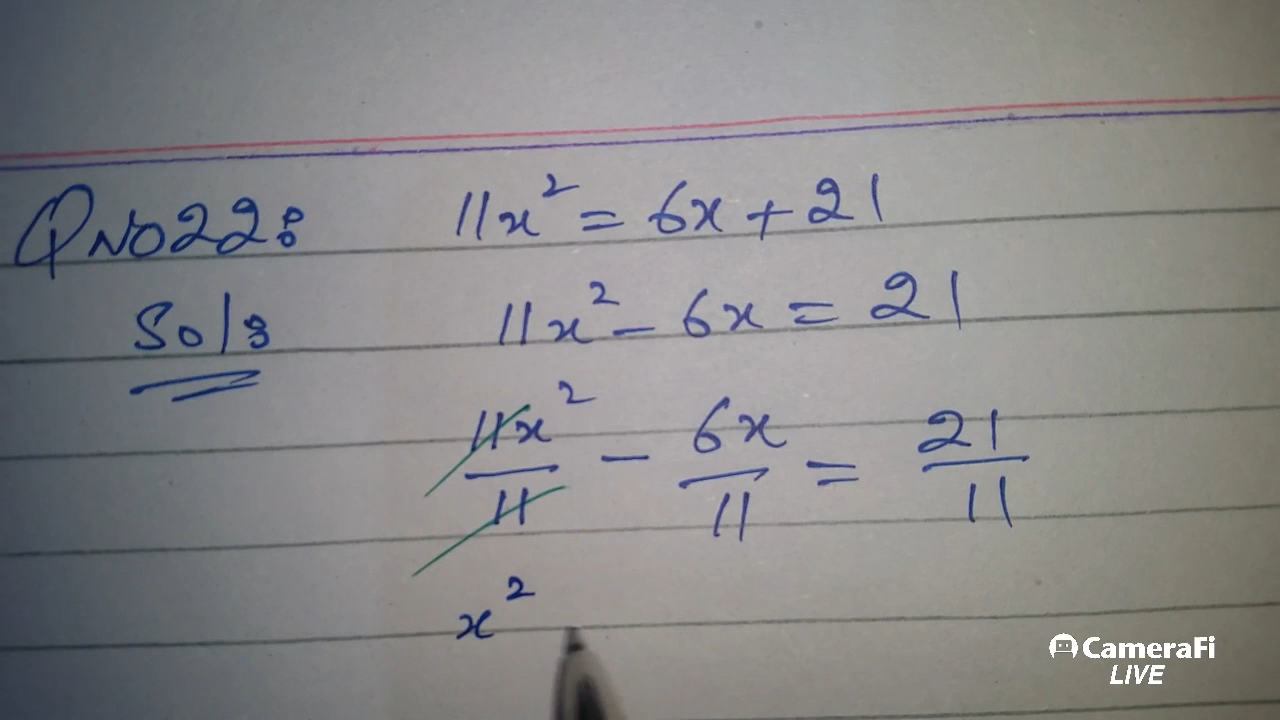 QNO22: 11x² = 6x + 21
Sol: 11x² - 6x = 21
11x²/11 - 6x/11 = 21/11
x²
CameraFi
LIVE